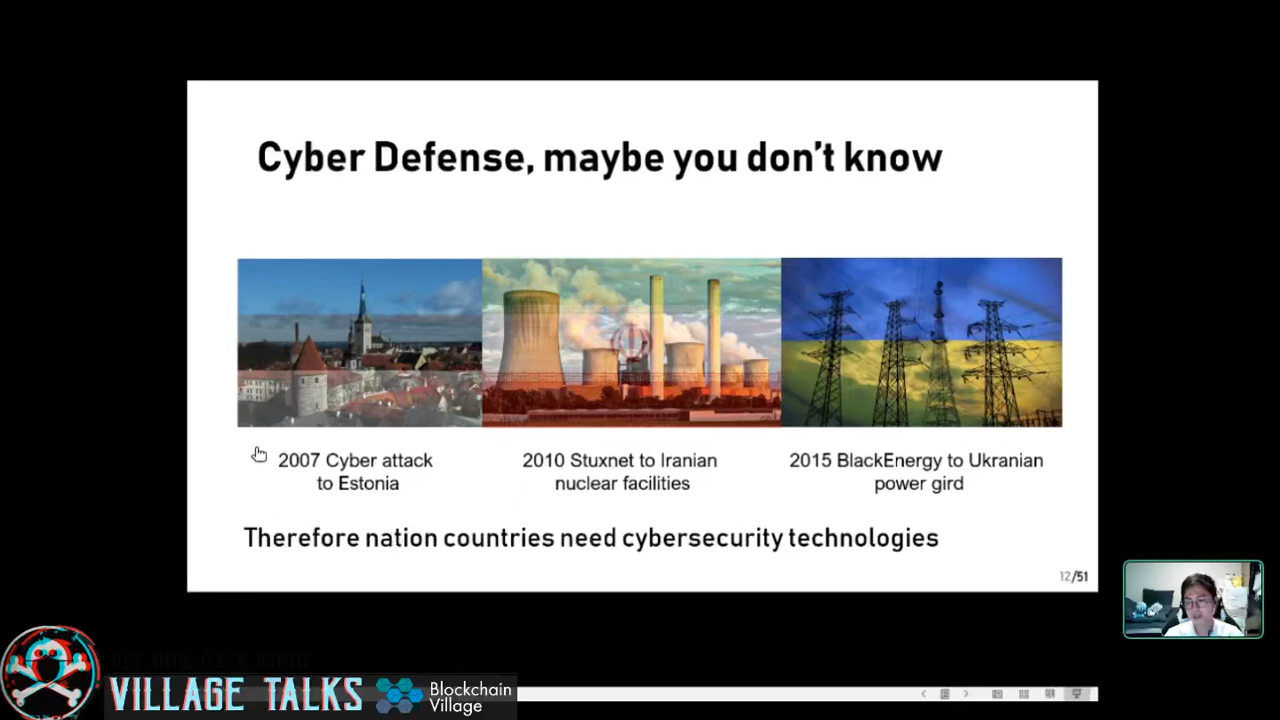 Cyber Defense, maybe you don't know
2007 Cyber attack
to Estonia
2010 Stuxnet to Iranian
nuclear facilities
2015 BlackEnergy to Ukranian
power gird
Therefore nation countries need cybersecurity technologies
12/51
VILLAGE TALKS
Blockchain
Village